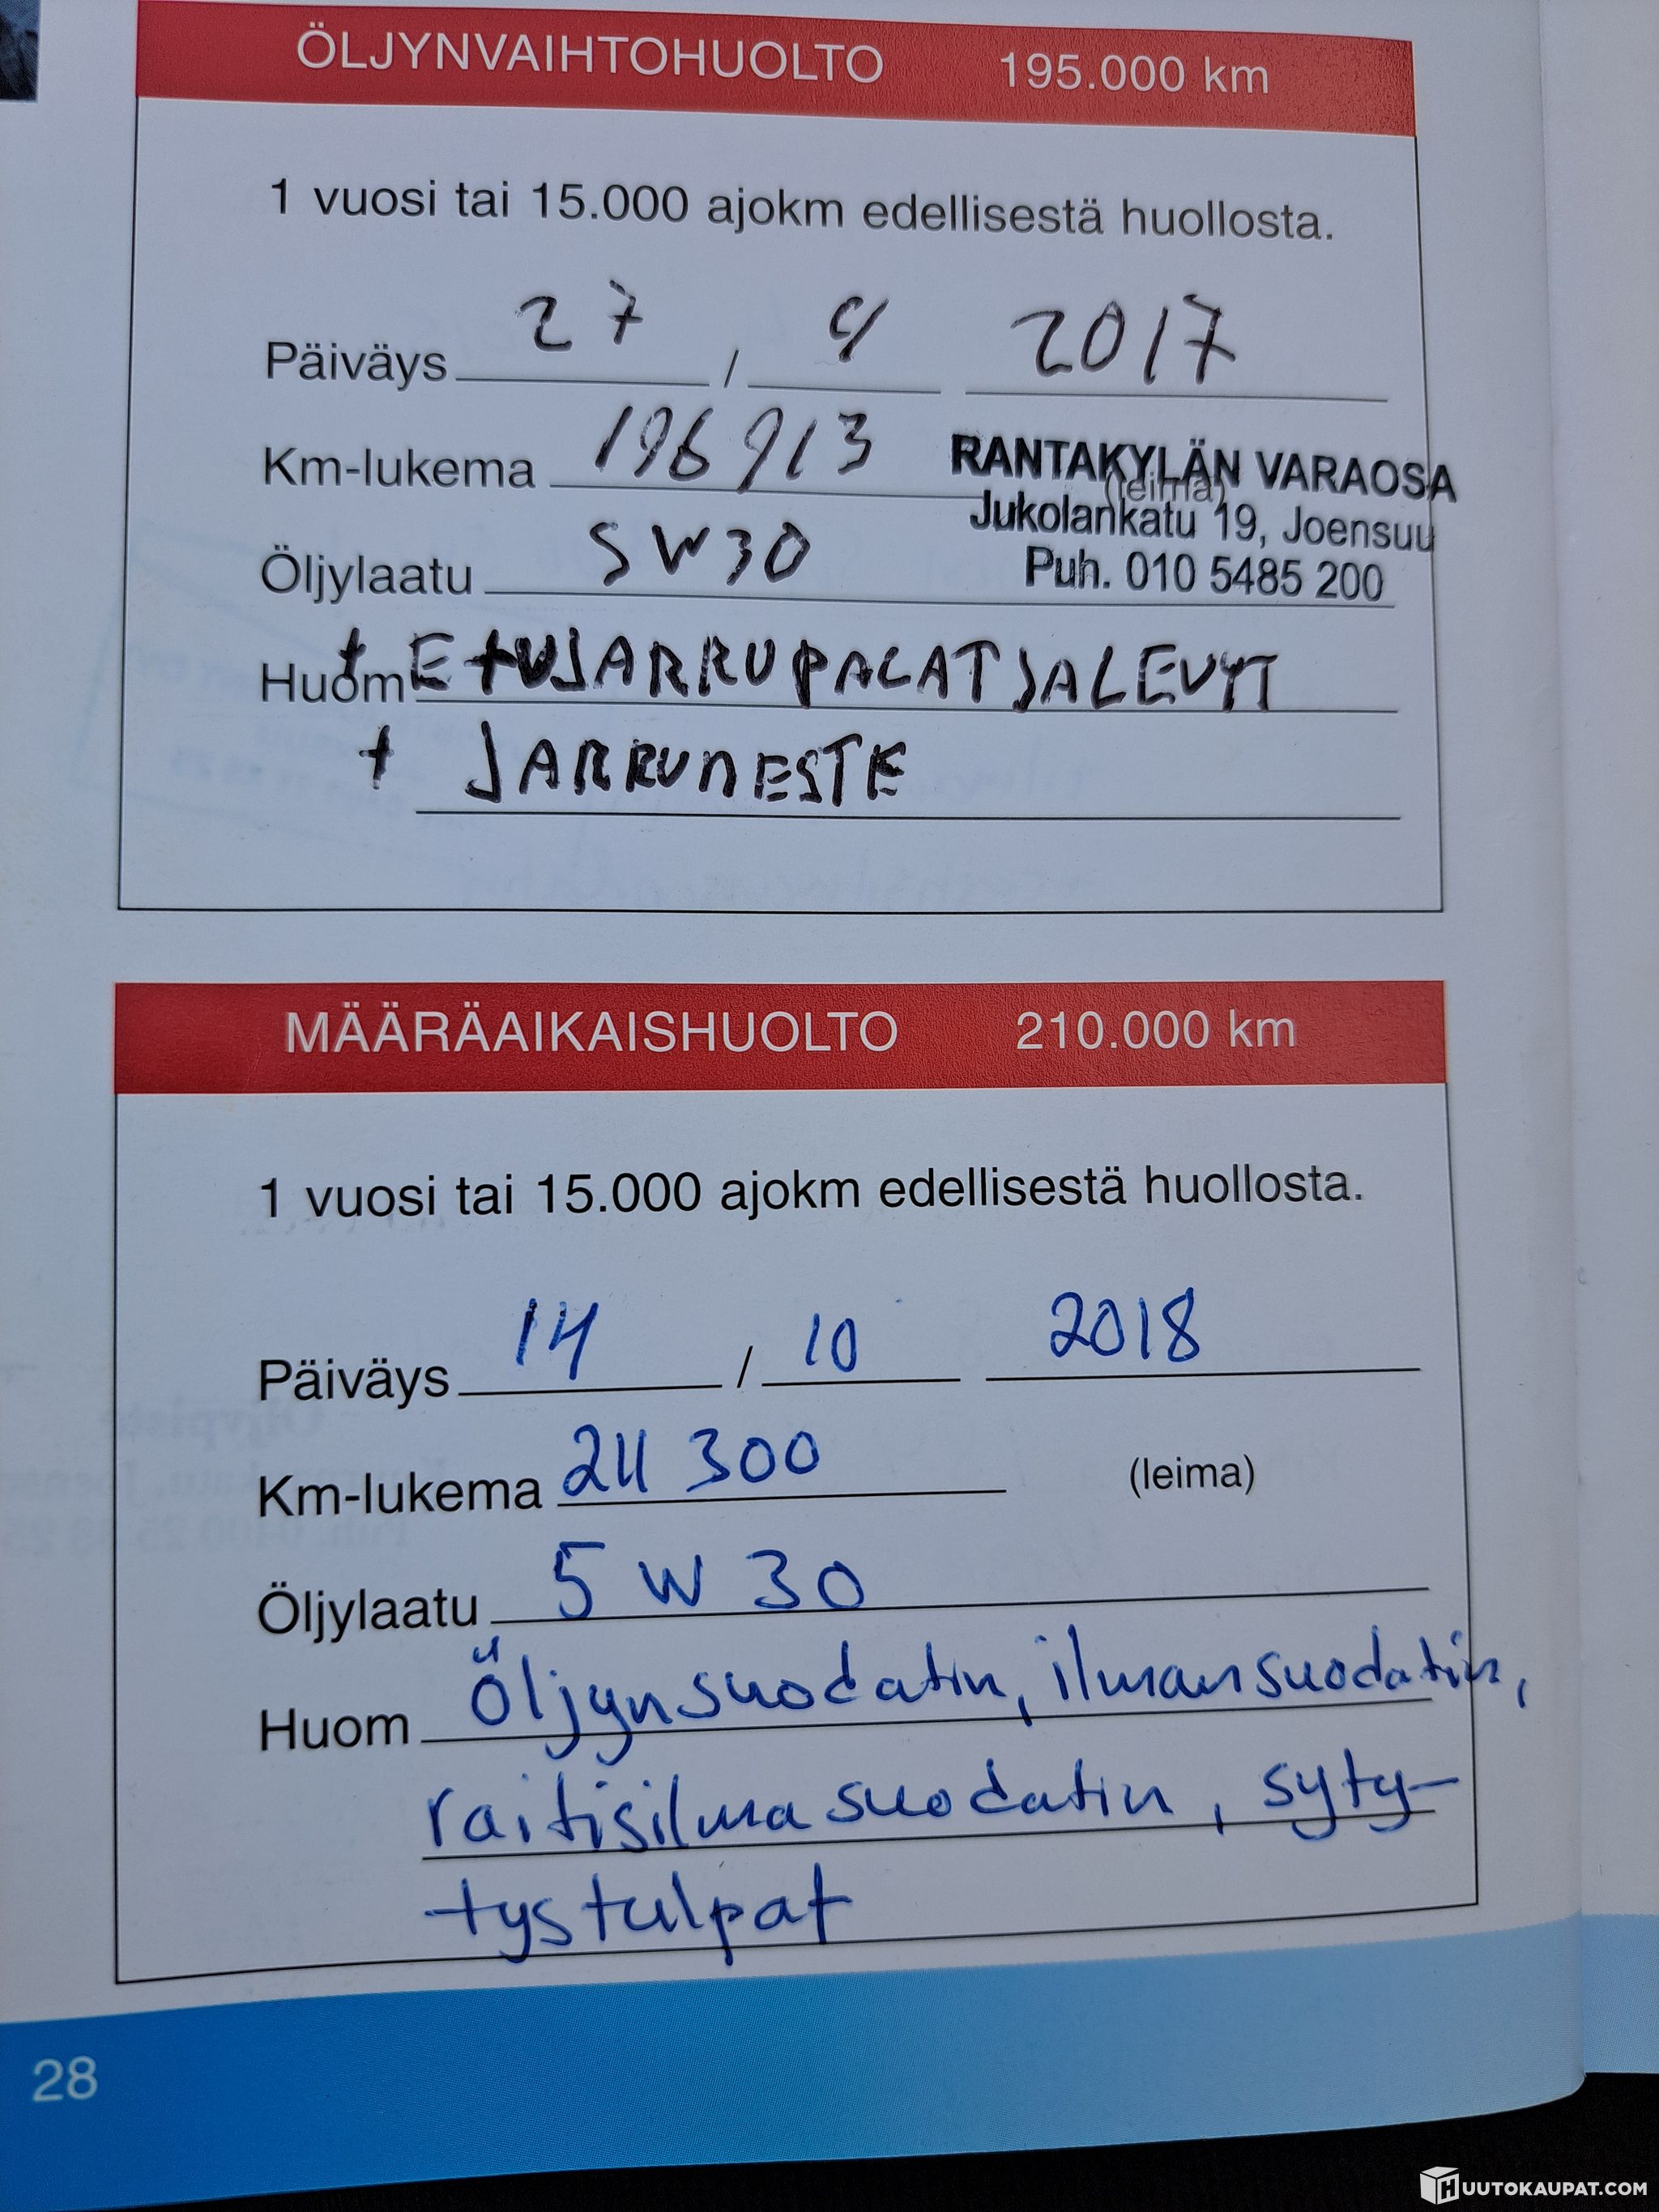 ÖLJYNVAIHTOHUOLTO 195.000 km
1 vuosi tai 15.000 ajokm edellisestä huollosta.
Päiväys 27 / 9 2017
Km-lukema 196913 (leima)
RANTAKYLÄN VARAOSA
Jukolankatu 19, Joensuu
Puh. 010 5485 200
Öljylaatu 5W30
Huom + ETUJARRUPALAT JA LEVYT
+ JARRUNESTE
MÄÄRÄAIKAISHUOLTO 210.000 km
1 vuosi tai 15.000 ajokm edellisestä huollosta.
Päiväys 14 / 10 2018
Km-lukema 211 300 (leima)
Öljylaatu 5 W 30
Huom Öljynsuodatin, ilmansuodatin,
raitisilmasuodatin, syty-
tystulpat
28
HUUTOKAUPAT.COM